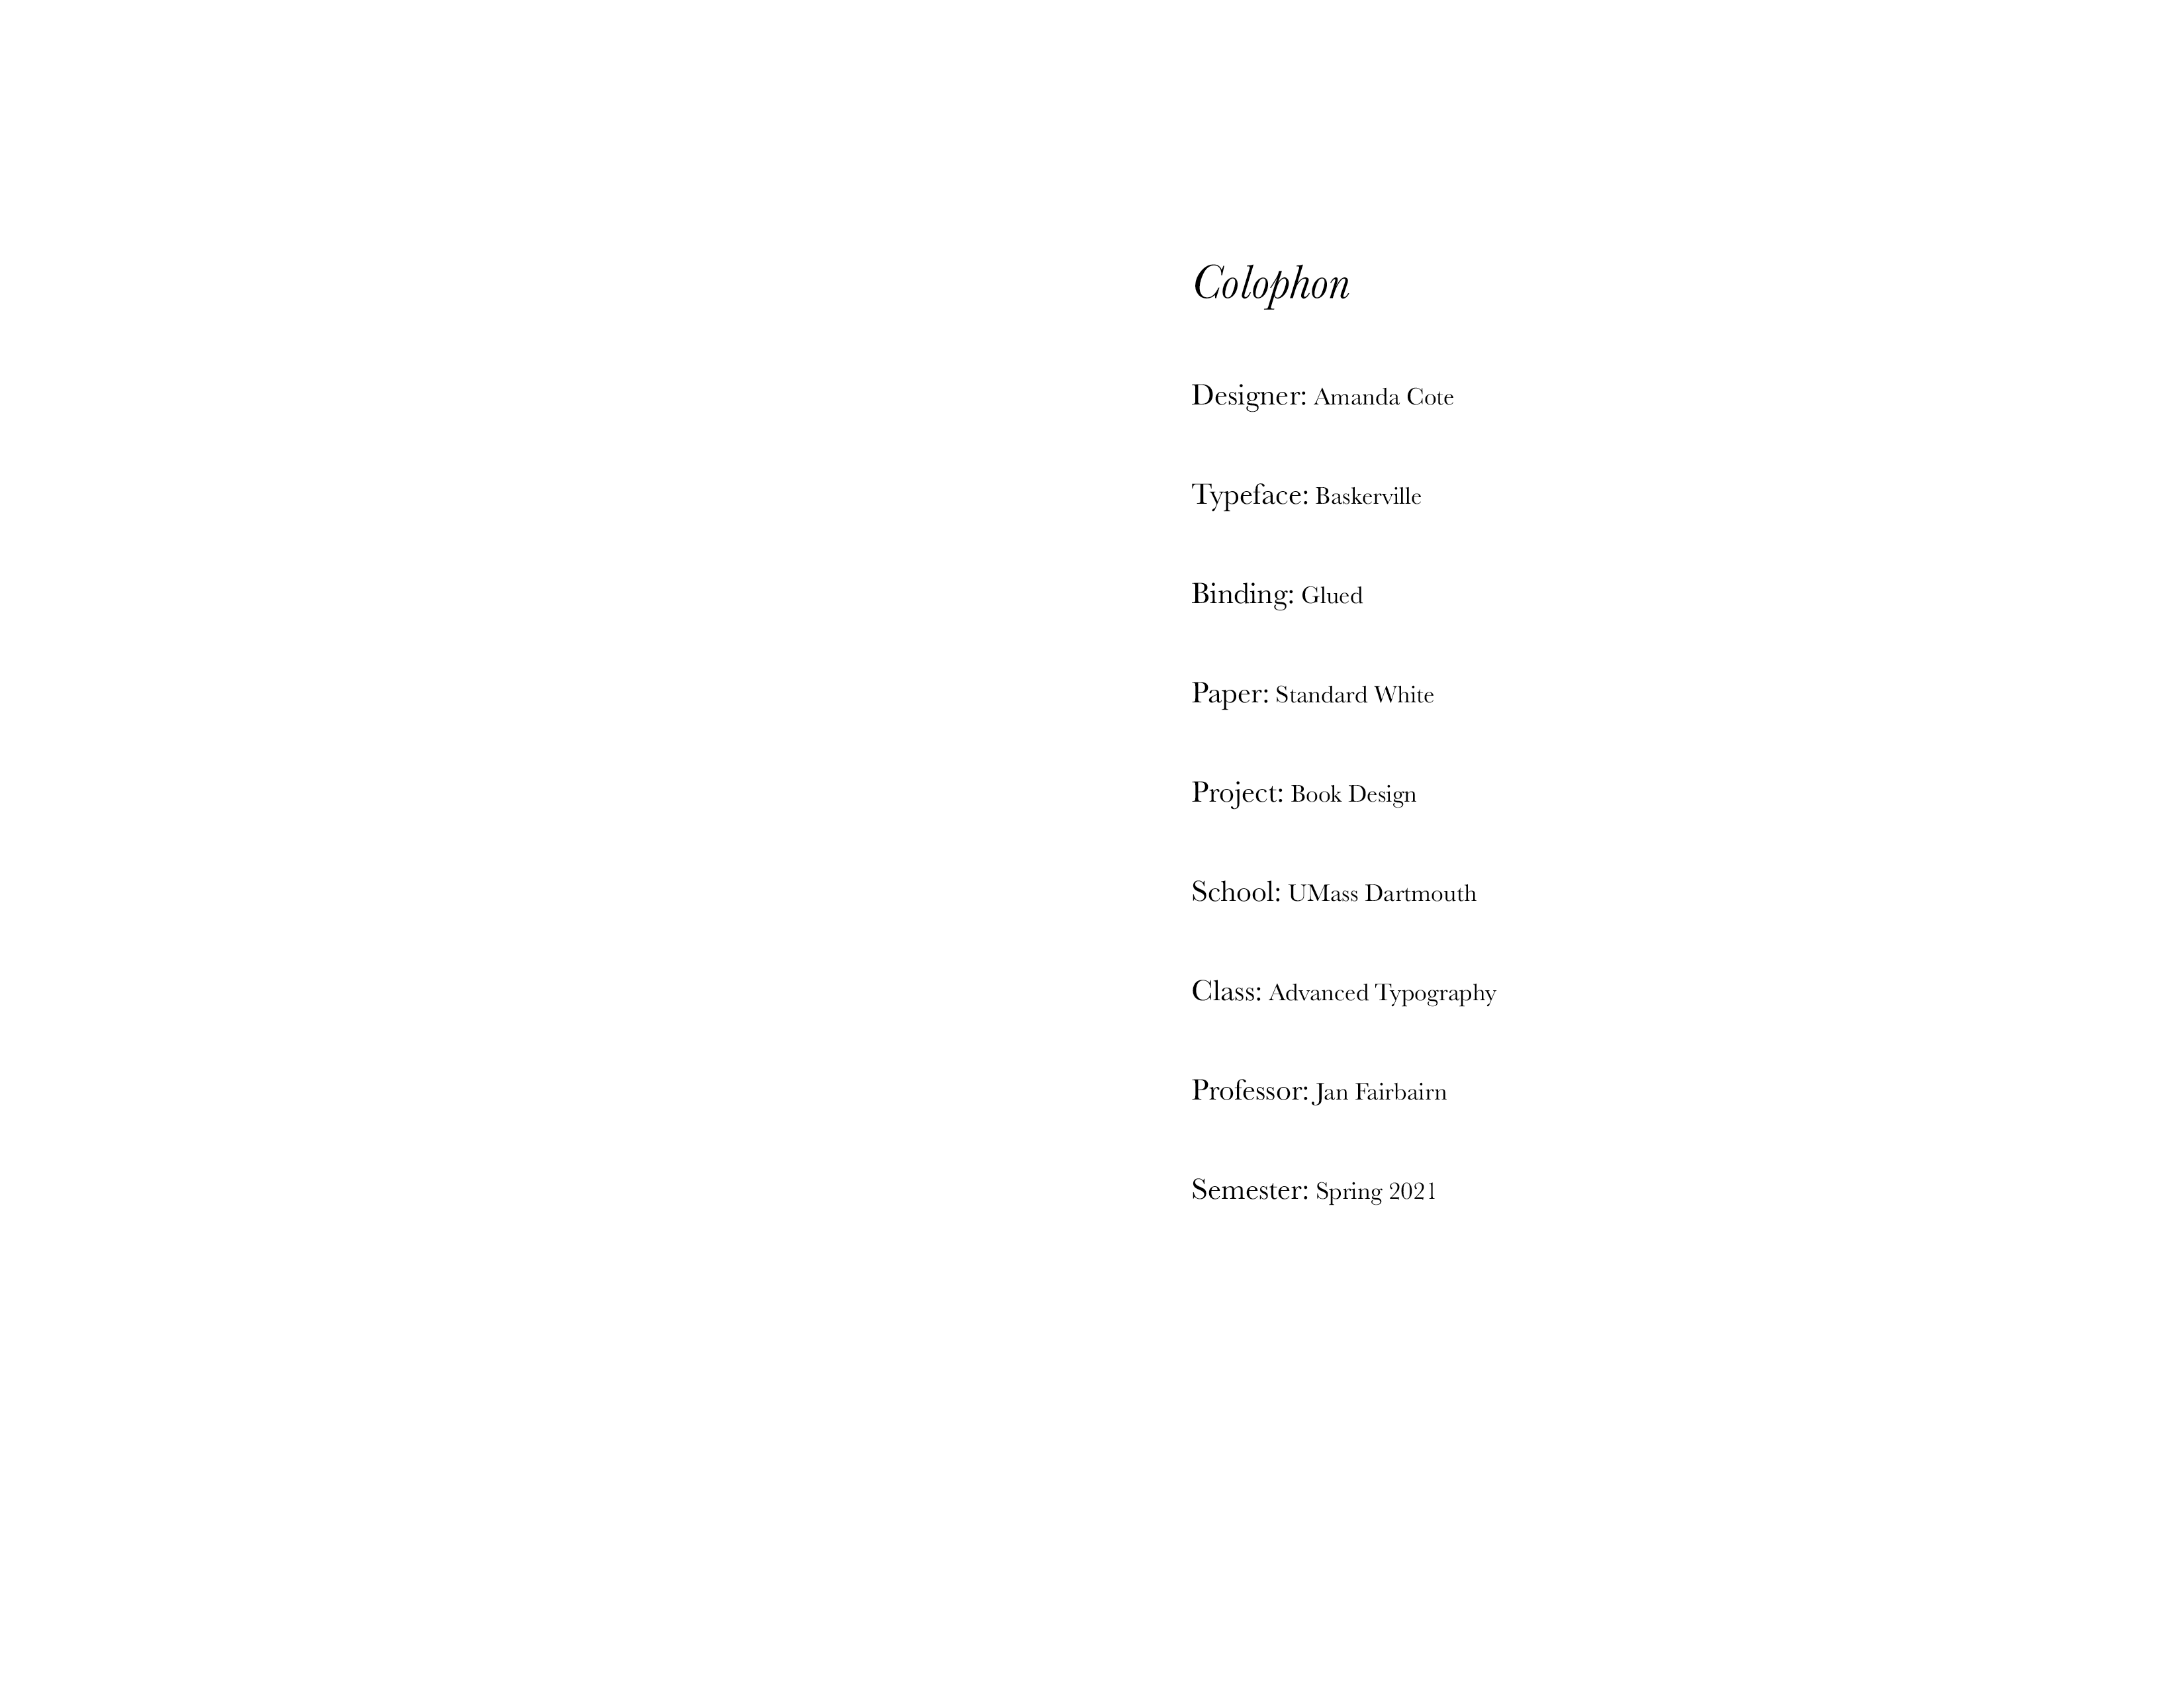 Colophon
Designer: Amanda Cote
Typeface: Baskerville
Binding: Glued
Paper: Standard White
Project: Book Design
School: UMass Dartmouth
Class: Advanced Typography
Professor: Jan Fairbairn
Semester: Spring 2021